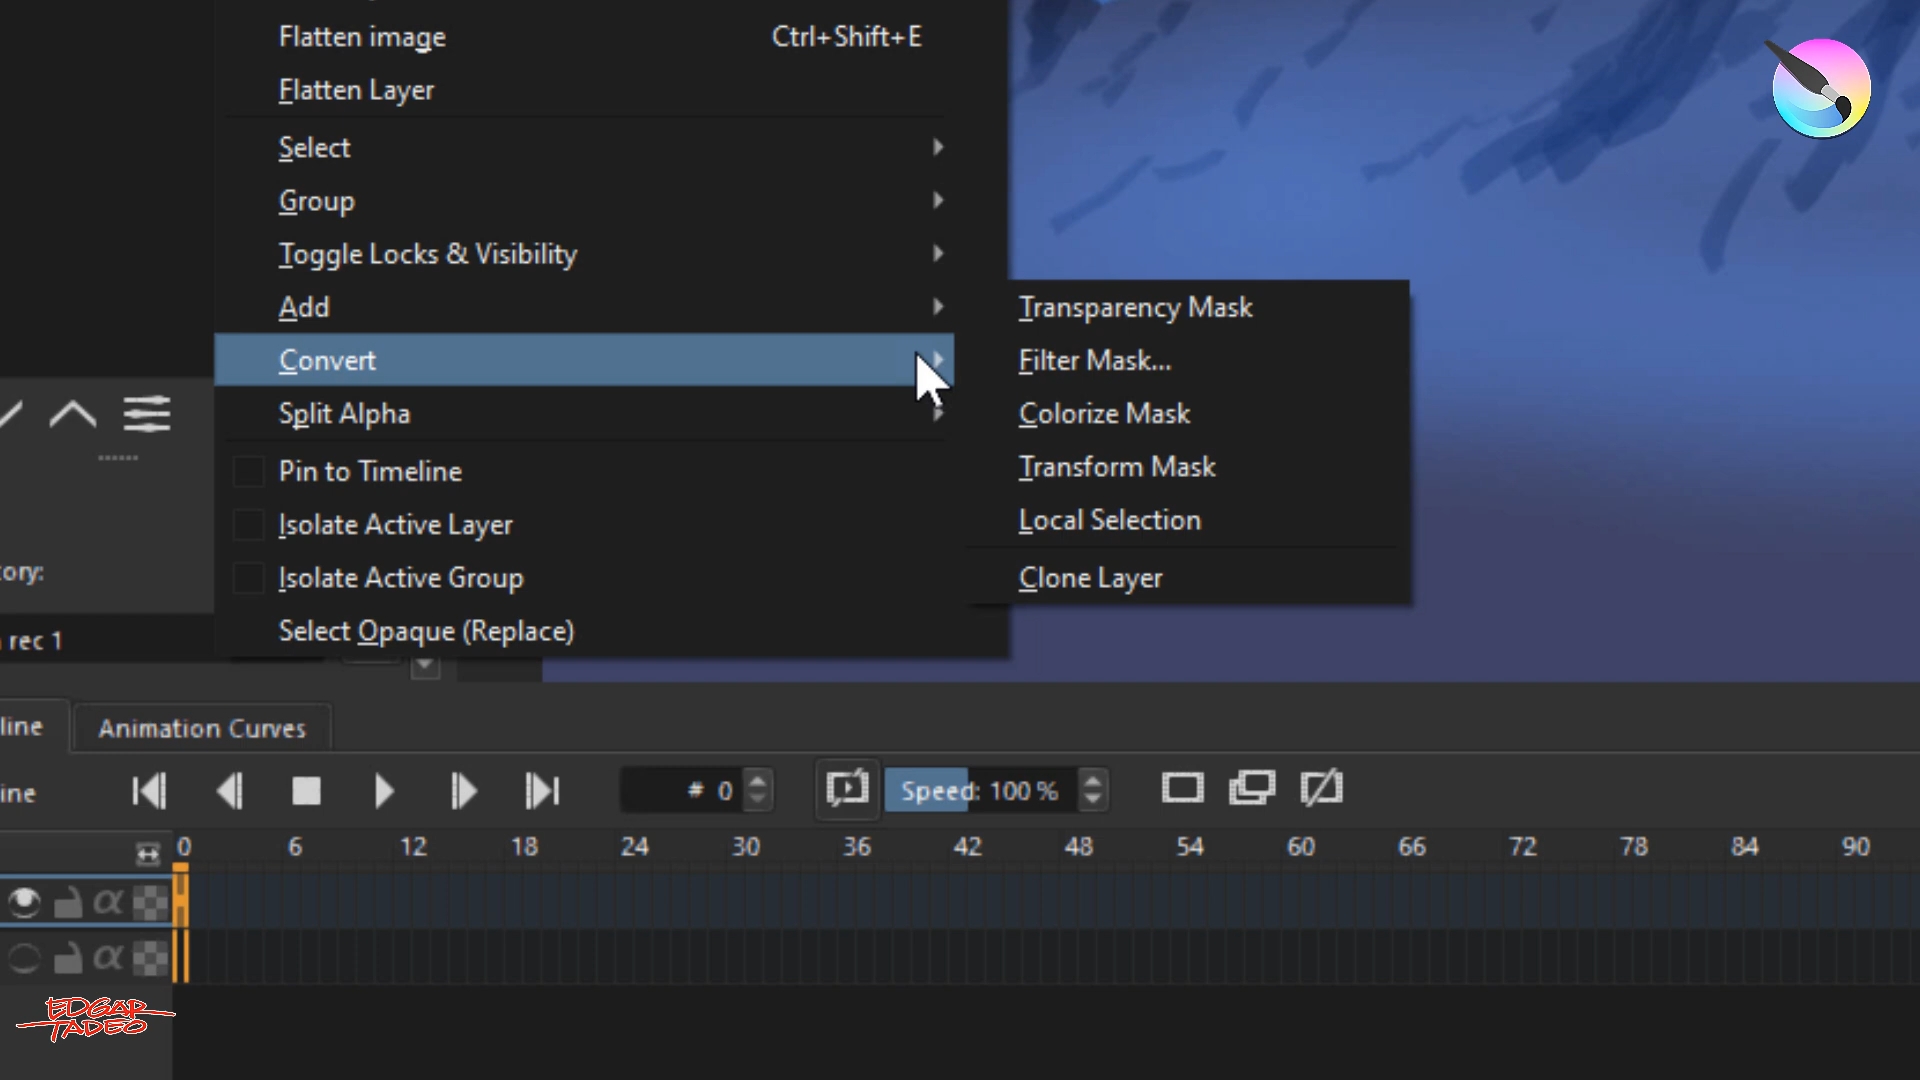 Flatten image Ctrl+Shift+E
Flatten Layer
Select
Group
Toggle Locks & Visibility
Add
Convert
Split Alpha
Pin to Timeline
Isolate Active Layer
Isolate Active Group
Select Opaque (Replace)
Transparency Mask
Filter Mask...
Colorize Mask
Transform Mask
Local Selection
Clone Layer
ory:
rec 1
line Animation Curves
ine # 0 Speed: 100 %
0 6 12 18 24 30 36 42 48 54 60 66 72 78 84 90
α
α
EDGAR
TADEO